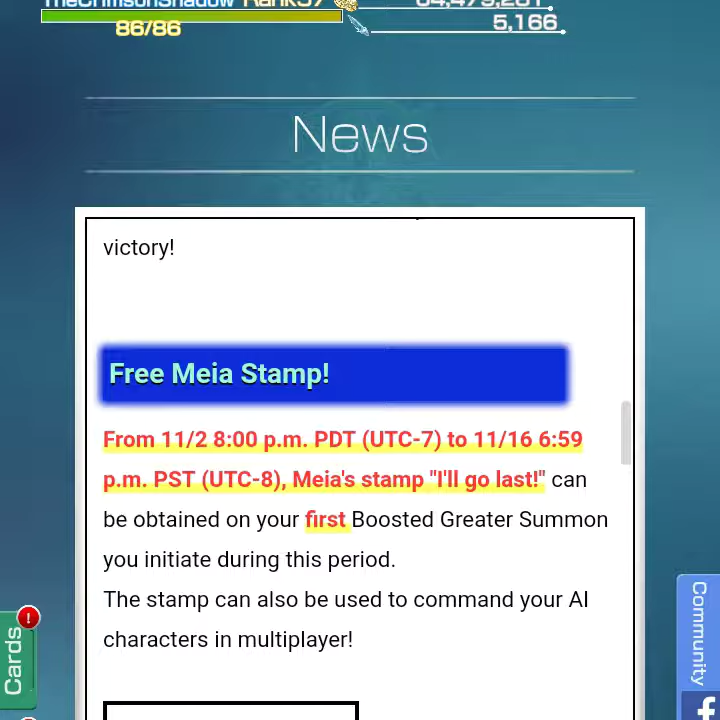 TheCrimsonShadow Rank57
86/86
5,166
News
victory!
Free Meia Stamp!
From 11/2 8:00 p.m. PDT (UTC-7) to 11/16 6:59
p.m. PST (UTC-8), Meia's stamp "I'll go last!" can
be obtained on your first Boosted Greater Summon
you initiate during this period.
The stamp can also be used to command your AI
characters in multiplayer!
Cards
!
Community
f